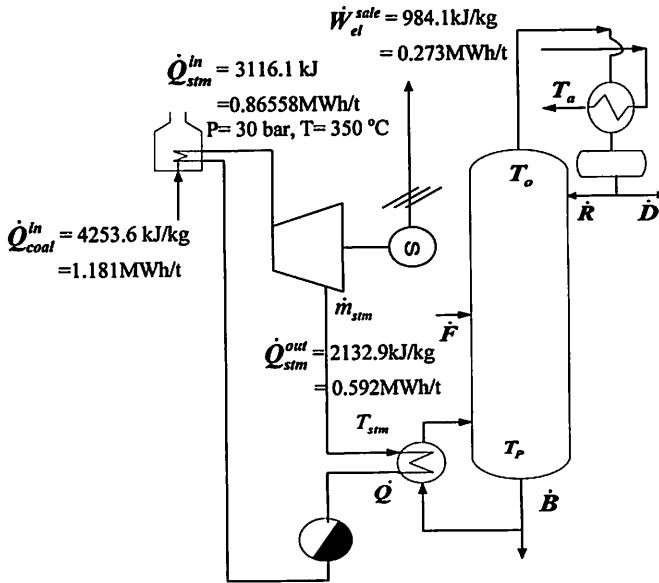 Ẇ_el^sale = 984.1kJ/kg
= 0.273MWh/t
Q̇_stm^in = 3116.1 kJ
=0.86558MWh/t
P= 30 bar, T= 350 °C
T_a
T_o
Ṙ
Ḋ
Q̇_coal^in = 4253.6 kJ/kg
=1.181MWh/t
S
ṁ_stm
Ḟ
Q̇_stm^out = 2132.9kJ/kg
= 0.592MWh/t
T_stm
T_P
Q̇
Ḃ